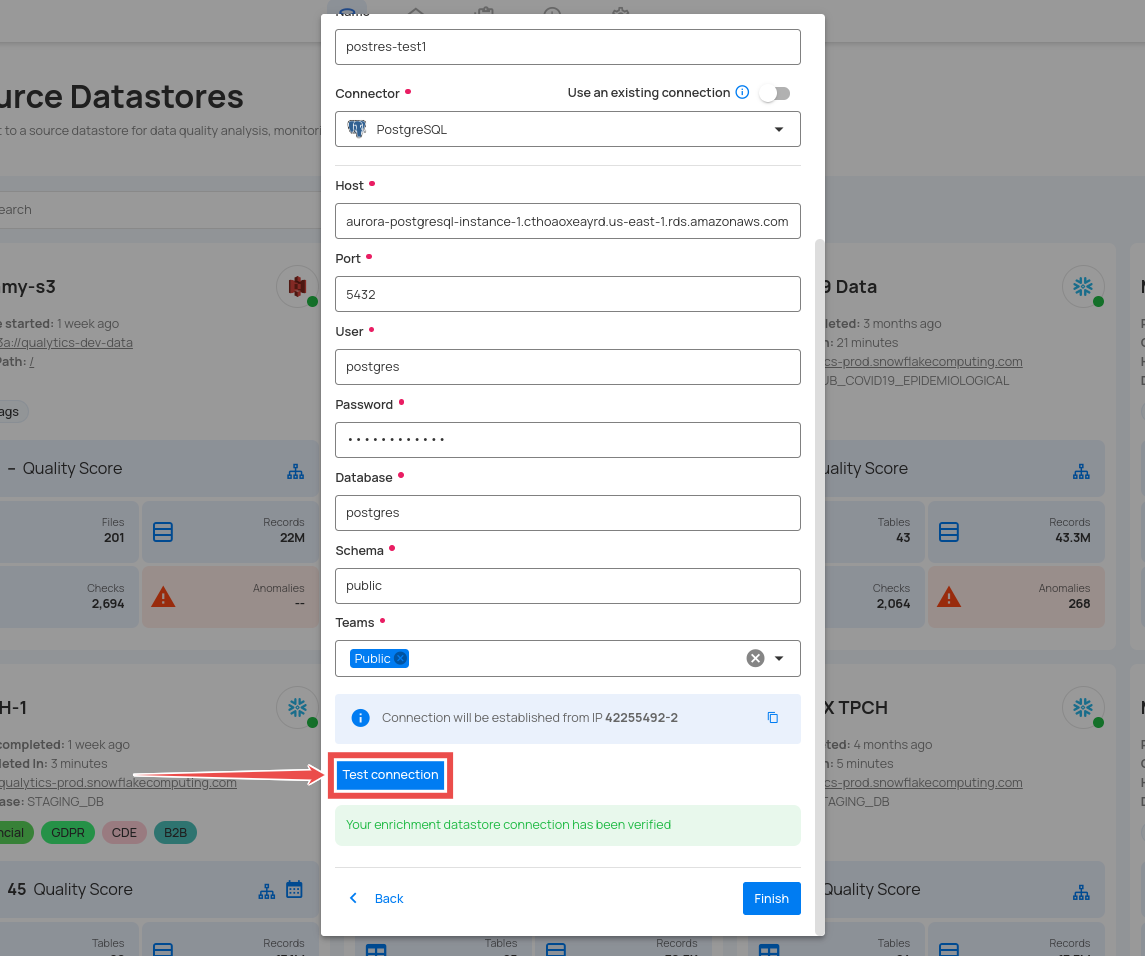 Name
postres-test1
Connector
Use an existing connection
PostgreSQL
Host
aurora-postgresql-instance-1.cthoaoxeayrd.us-east-1.rds.amazonaws.com
Port
5432
User
postgres
Password
Database
postgres
Schema
public
Teams
Public
Connection will be established from IP 42255492-2
Test connection
Your enrichment datastore connection has been verified
Back
Finish
urce Datastores
t to a source datastore for data quality analysis, monitori
earch
my-s3
e started: 1 week ago
3a://qualytics-dev-data
Path: /
ags
– Quality Score
Files
201
Records
22M
Checks
2,694
Anomalies
--
9 Data
leted: 3 months ago
n: 21 minutes
cs-prod.snowflakecomputing.com
UB_COVID19_EPIDEMIOLOGICAL
uality Score
Tables
43
Records
43.3M
Checks
2,064
Anomalies
268
H-1
completed: 1 week ago
leted In: 3 minutes
qualytics-prod.snowflakecomputing.com
ase: STAGING_DB
ncial
GDPR
CDE
B2B
45 Quality Score
Tables
Records
Tables
Records
X TPCH
ted: 4 months ago
n: 5 minutes
cs-prod.snowflakecomputing.com
TAGING_DB
Quality Score
Tables
Records